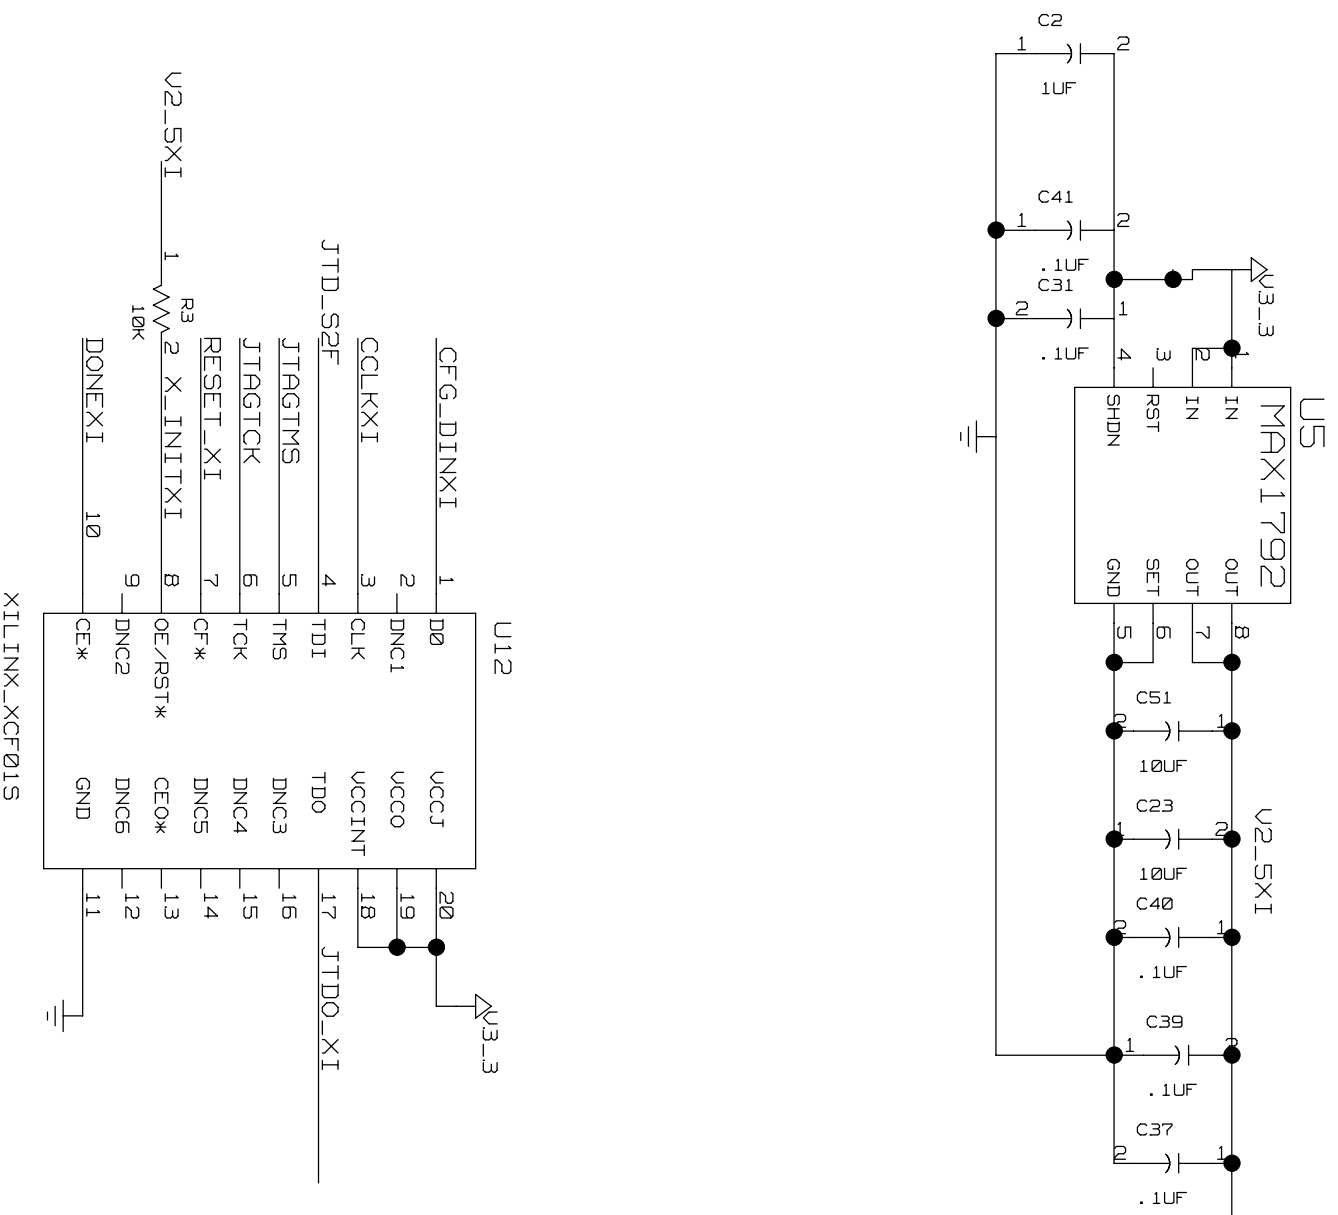 C2
1
2
1UF
C41
1
2
.1UF
C31
2
1
.1UF
V3_3
4
3
2
1
U5
MAX1792
SHDN
RST
IN
IN
GND
SET
OUT
OUT
5
6
7
8
C51
2
1
10UF
C23
1
2
10UF
C40
2
1
.1UF
C39
1
2
.1UF
C37
2
1
.1UF
V2_5XI
V2_5XI
1
R3
10K
2
X_INITXI
DONEXI
RESET_XI
JTAGTCK
JTAGTMS
JTD_S2F
CCLKXI
CFG_DINXI
10
9
8
7
6
5
4
3
2
1
U12
XILINX_XCF01S
CE*
DNC2
OE/RST*
CF*
TCK
TMS
TDI
CLK
DNC1
D0
GND
DNC6
CEO*
DNC5
DNC4
DNC3
TDO
VCCINT
VCCO
VCCJ
11
12
13
14
15
16
17
18
19
20
JTDO_XI
V3_3